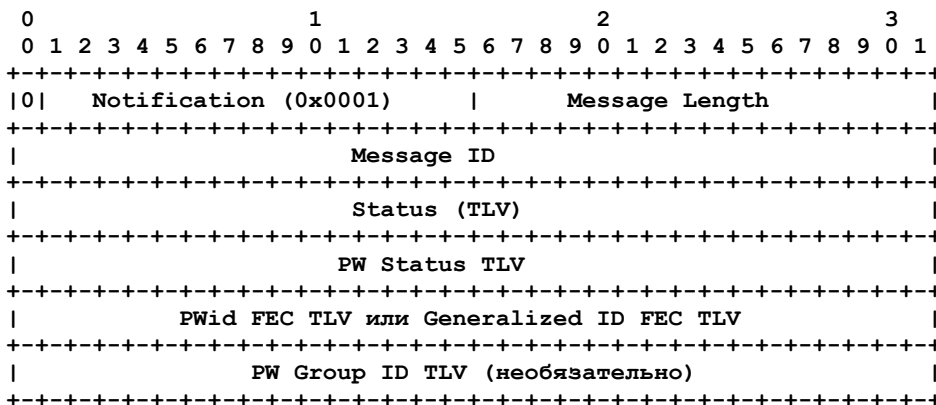 0                   1                   2                   3
 0 1 2 3 4 5 6 7 8 9 0 1 2 3 4 5 6 7 8 9 0 1 2 3 4 5 6 7 8 9 0 1
+-+-+-+-+-+-+-+-+-+-+-+-+-+-+-+-+-+-+-+-+-+-+-+-+-+-+-+-+-+-+-+-+
|0|   Notification (0x0001)     |      Message Length           |
+-+-+-+-+-+-+-+-+-+-+-+-+-+-+-+-+-+-+-+-+-+-+-+-+-+-+-+-+-+-+-+-+
|                       Message ID                              |
+-+-+-+-+-+-+-+-+-+-+-+-+-+-+-+-+-+-+-+-+-+-+-+-+-+-+-+-+-+-+-+-+
|                       Status (TLV)                            |
+-+-+-+-+-+-+-+-+-+-+-+-+-+-+-+-+-+-+-+-+-+-+-+-+-+-+-+-+-+-+-+-+
|                      PW Status TLV                            |
+-+-+-+-+-+-+-+-+-+-+-+-+-+-+-+-+-+-+-+-+-+-+-+-+-+-+-+-+-+-+-+-+
|           PWid FEC TLV или Generalized ID FEC TLV             |
+-+-+-+-+-+-+-+-+-+-+-+-+-+-+-+-+-+-+-+-+-+-+-+-+-+-+-+-+-+-+-+-+
|                PW Group ID TLV (необязательно)                |
+-+-+-+-+-+-+-+-+-+-+-+-+-+-+-+-+-+-+-+-+-+-+-+-+-+-+-+-+-+-+-+-+